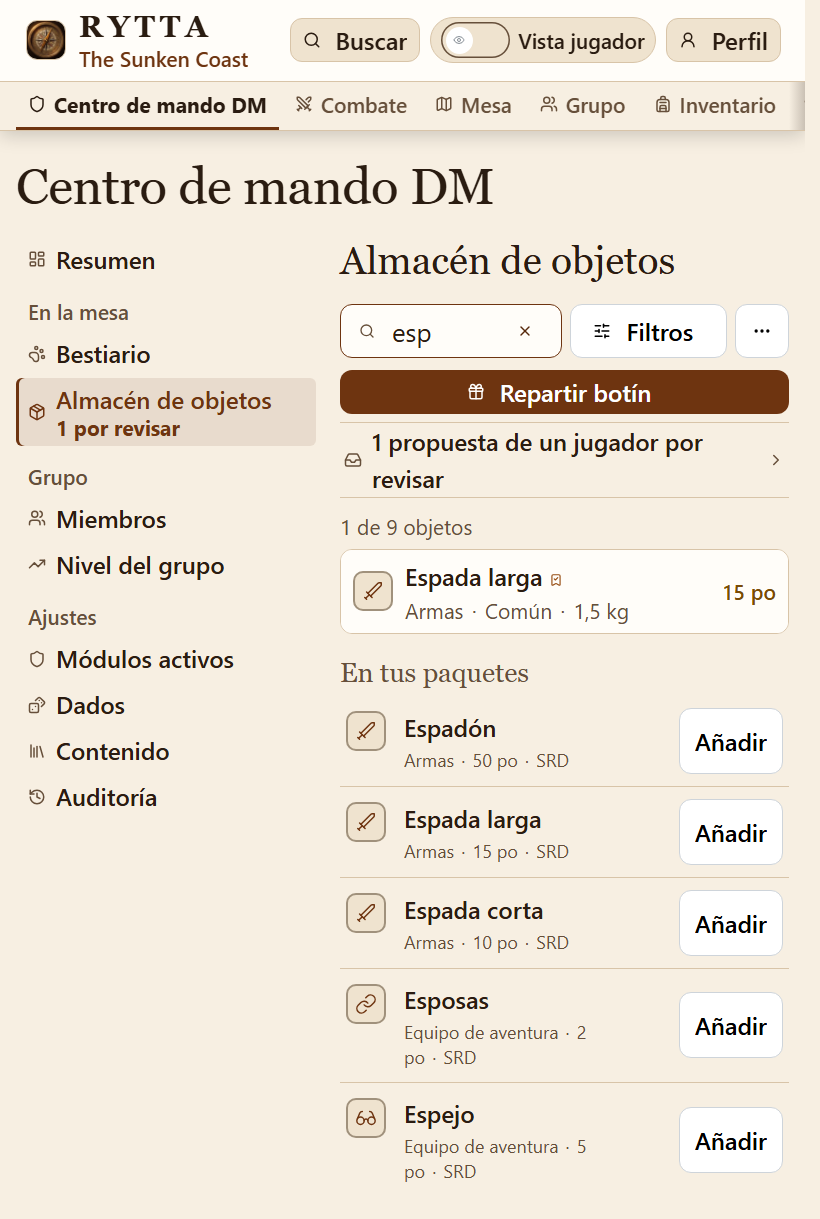 RYTTA
The Sunken Coast
Buscar
Vista jugador
Perfil
Centro de mando DM
Combate
Mesa
Grupo
Inventario
Centro de mando DM
Resumen
En la mesa
Bestiario
Almacén de objetos
1 por revisar
Grupo
Miembros
Nivel del grupo
Ajustes
Módulos activos
Dados
Contenido
Auditoría
Almacén de objetos
esp
Filtros
Repartir botín
1 propuesta de un jugador por
revisar
1 de 9 objetos
Espada larga
Armas · Común · 1,5 kg
15 po
En tus paquetes
Espadón
Armas · 50 po · SRD
Añadir
Espada larga
Armas · 15 po · SRD
Añadir
Espada corta
Armas · 10 po · SRD
Añadir
Esposas
Equipo de aventura · 2
po · SRD
Añadir
Espejo
Equipo de aventura · 5
po · SRD
Añadir